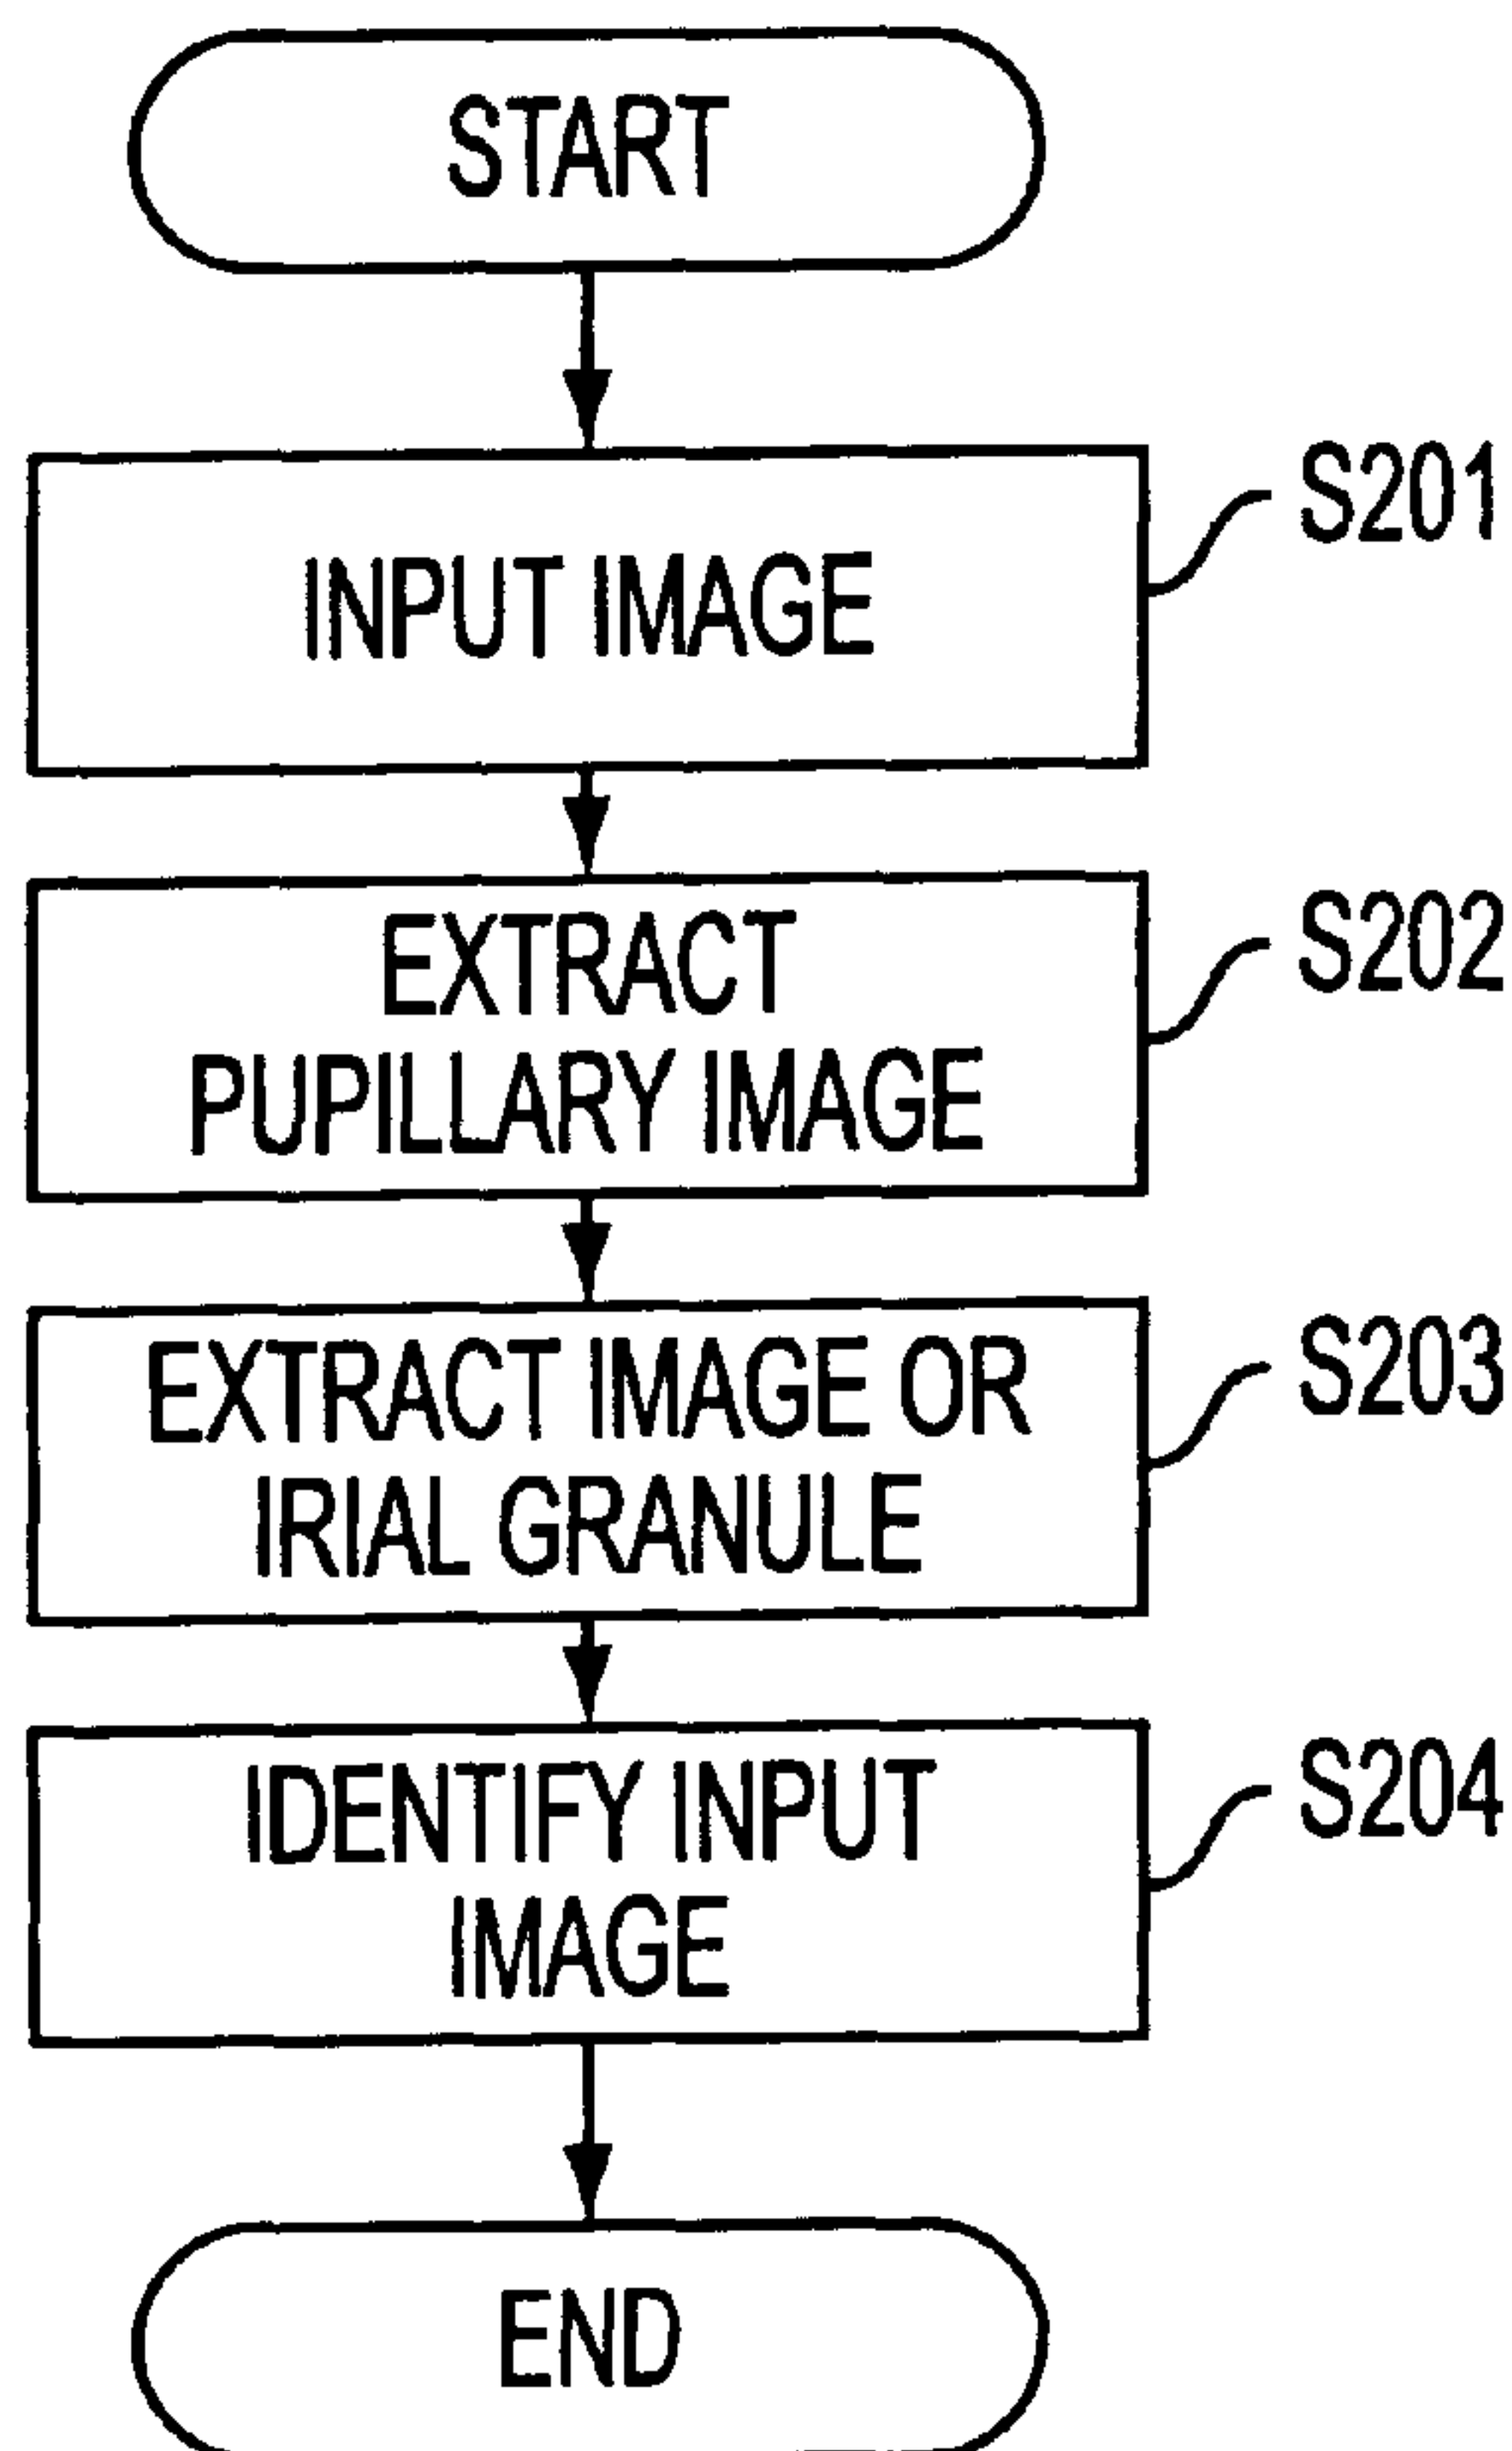 START
INPUT IMAGE
S201
EXTRACT
PUPILLARY IMAGE
S202
EXTRACT IMAGE OR
IRIAL GRANULE
S203
IDENTIFY INPUT
IMAGE
S204
END